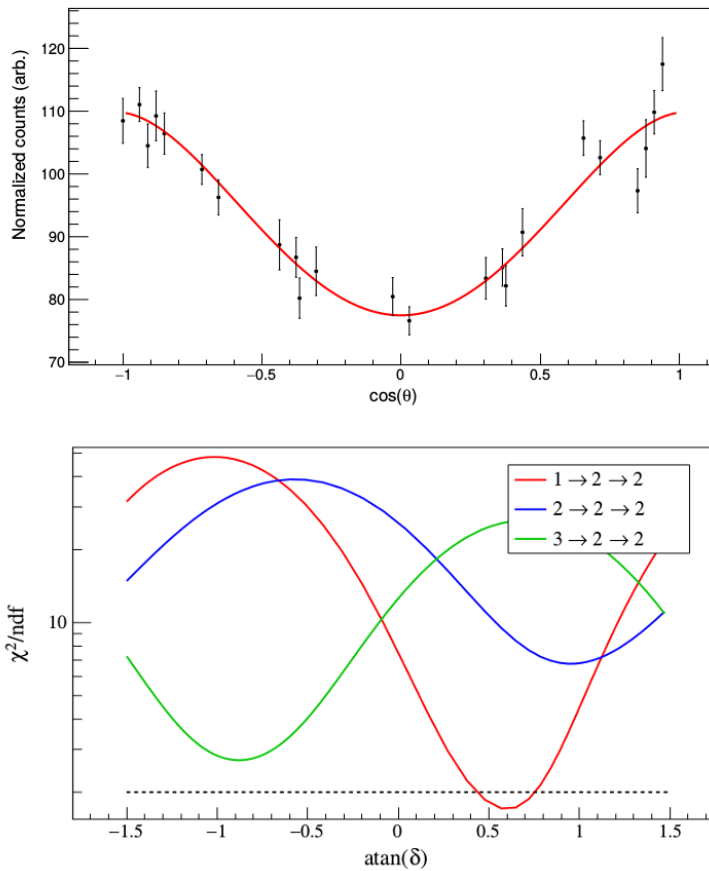 Normalized counts (arb.)
120
110
100
90
80
70
−1
−0.5
0
0.5
1
cos(θ)
1 → 2 → 2
2 → 2 → 2
3 → 2 → 2
10
χ²/ndf
−1.5
−1
−0.5
0
0.5
1
1.5
atan(δ)